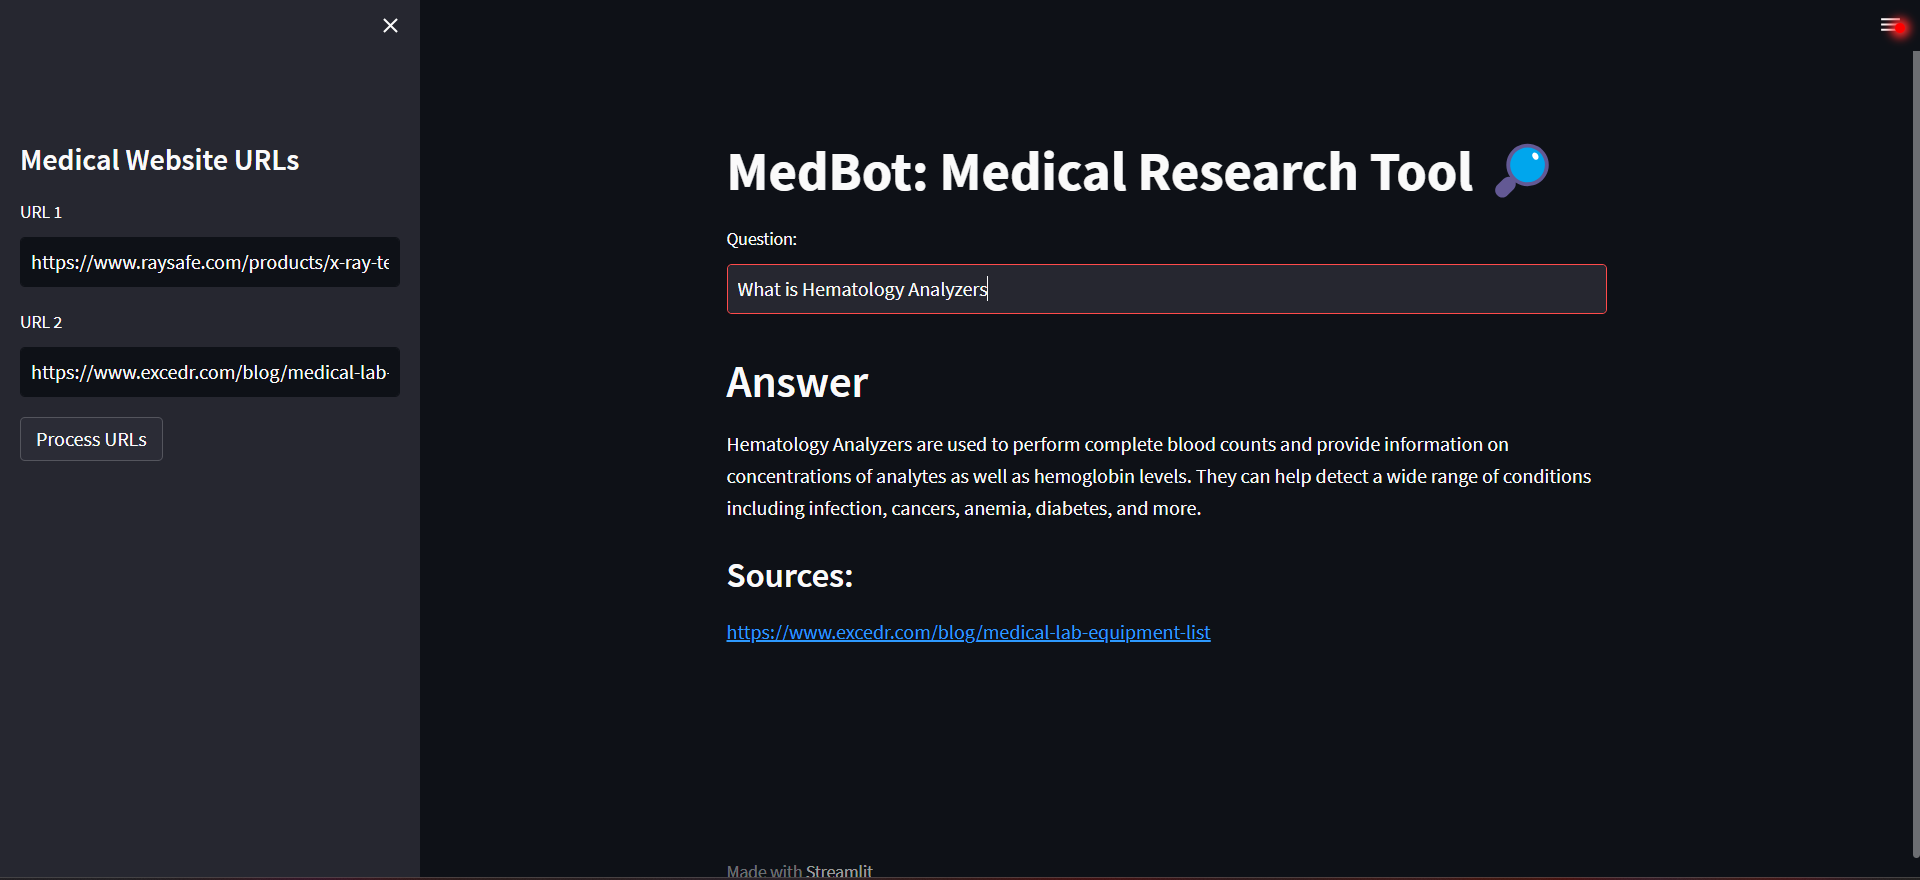 Medical Website URLs
URL 1
https://www.raysafe.com/products/x-ray-te
URL 2
https://www.excedr.com/blog/medical-lab-
Process URLs
MedBot: Medical Research Tool
Question:
What is Hematology Analyzers
Answer
Hematology Analyzers are used to perform complete blood counts and provide information on
concentrations of analytes as well as hemoglobin levels. They can help detect a wide range of conditions
including infection, cancers, anemia, diabetes, and more.
Sources:
https://www.excedr.com/blog/medical-lab-equipment-list
Made with Streamlit